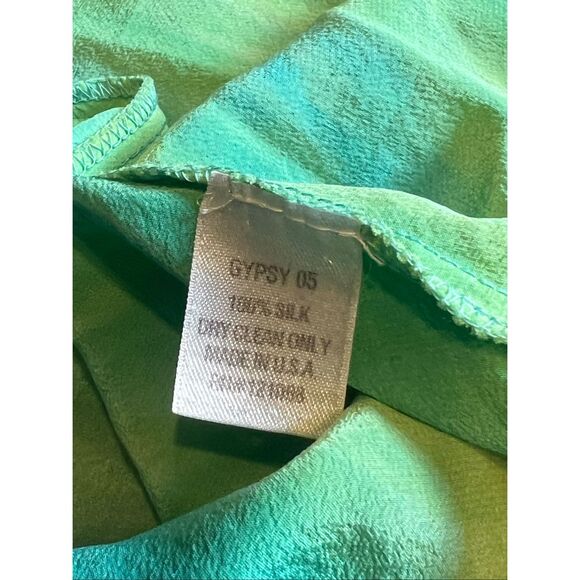 GYPSY 05
100% SILK
DRY CLEAN ONLY
MADE IN U.S.A